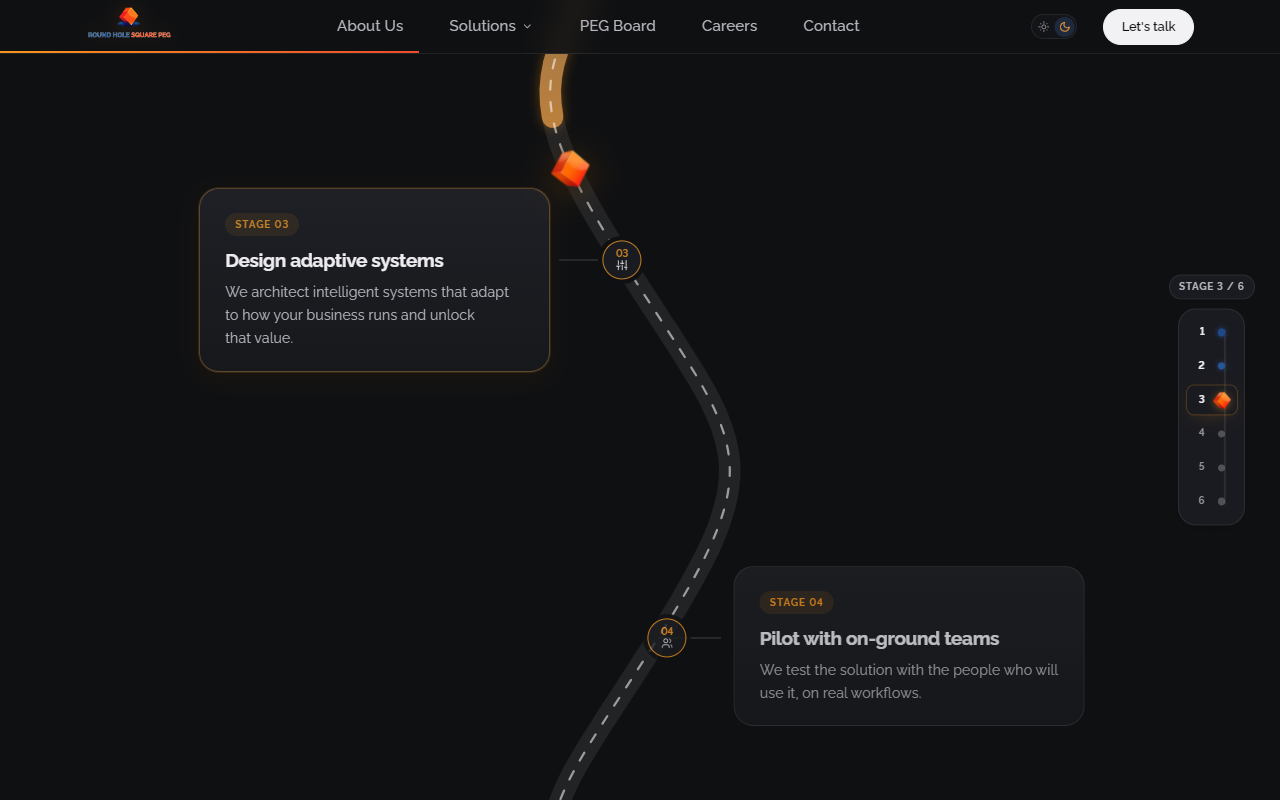 ROUND HOLE SQUARE PEG
About Us
Solutions
PEG Board
Careers
Contact
Let's talk
STAGE 03
Design adaptive systems
We architect intelligent systems that adapt
to how your business runs and unlock
that value.
03
STAGE 3 / 6
1
2
3
4
5
6
STAGE 04
Pilot with on-ground teams
We test the solution with the people who will
use it, on real workflows.
04